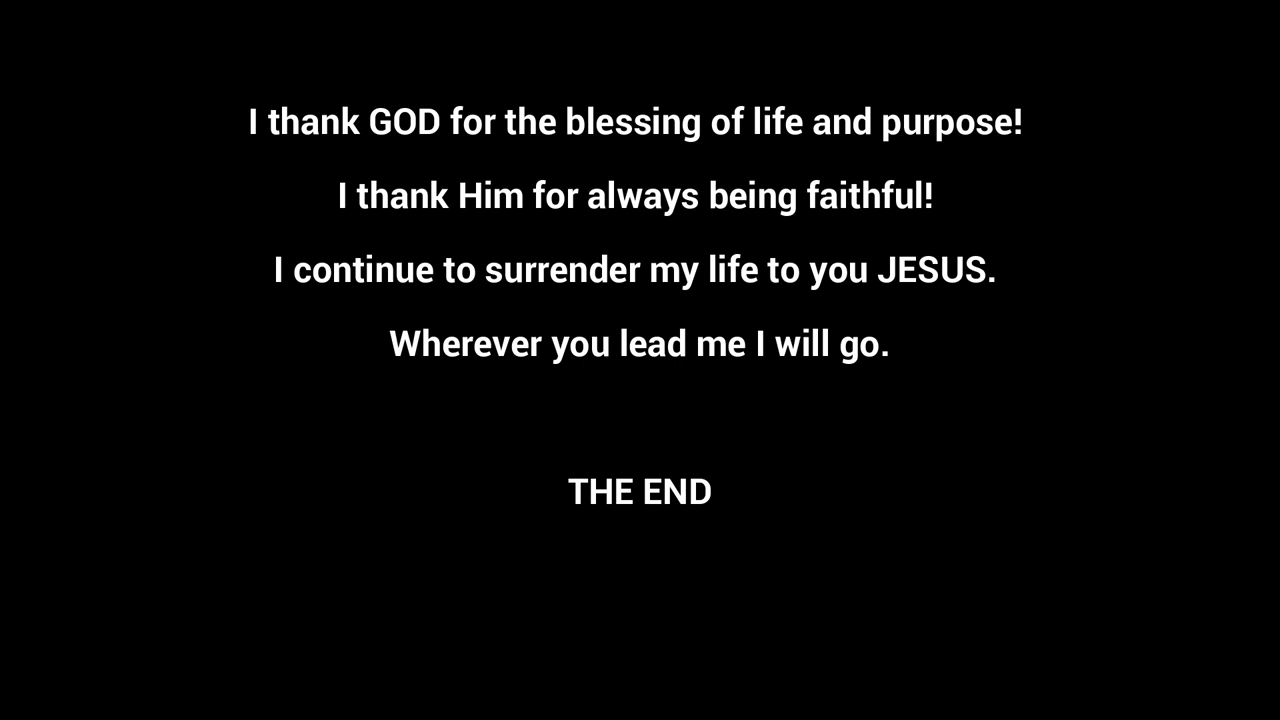 I thank GOD for the blessing of life and purpose!
I thank Him for always being faithful!
I continue to surrender my life to you JESUS.
Wherever you lead me I will go.
THE END